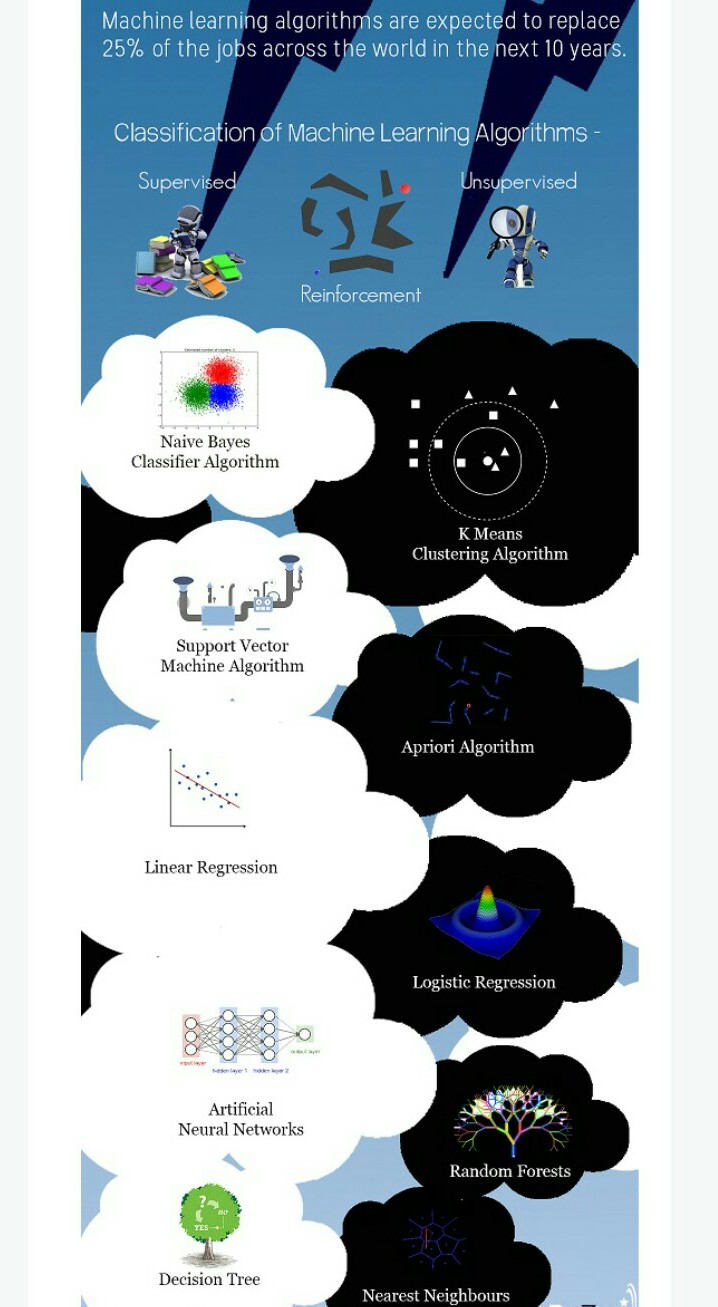 Machine learning algorithms are expected to replace
25% of the jobs across the world in the next 10 years.
Classification of Machine Learning Algorithms -
Supervised
Unsupervised
Reinforcement
Naive Bayes
Classifier Algorithm
K Means
Clustering Algorithm
Support Vector
Machine Algorithm
Apriori Algorithm
Linear Regression
Logistic Regression
input layer
hidden layer 1 hidden layer 2
output layer
Artificial
Neural Networks
Random Forests
?
NO
YES
Decision Tree
Nearest Neighbours